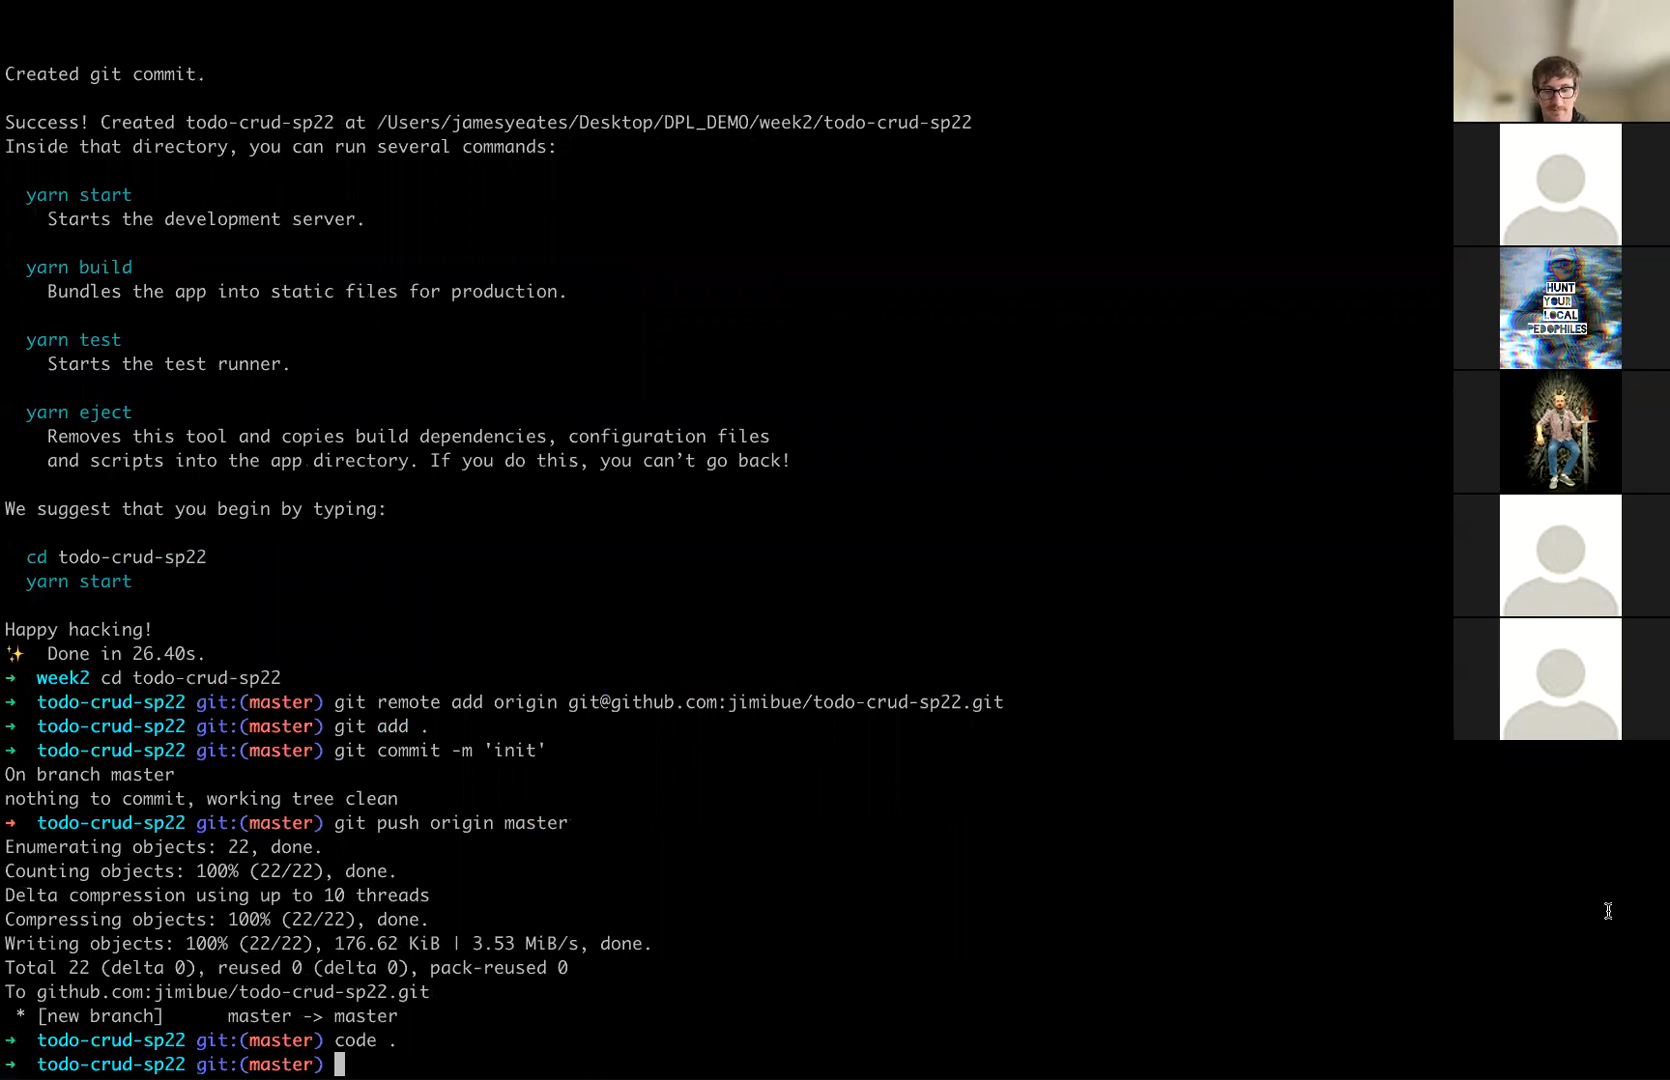 Created git commit.
Success! Created todo-crud-sp22 at /Users/jamesyeates/Desktop/DPL_DEMO/week2/todo-crud-sp22
Inside that directory, you can run several commands:
yarn start
Starts the development server.
yarn build
Bundles the app into static files for production.
yarn test
Starts the test runner.
yarn eject
Removes this tool and copies build dependencies, configuration files
and scripts into the app directory. If you do this, you can’t go back!
We suggest that you begin by typing:
cd todo-crud-sp22
yarn start
Happy hacking!
✨ Done in 26.40s.
➜ week2 cd todo-crud-sp22
➜ todo-crud-sp22 git:(master) git remote add origin git@github.com:jimibue/todo-crud-sp22.git
➜ todo-crud-sp22 git:(master) git add .
➜ todo-crud-sp22 git:(master) git commit -m 'init'
On branch master
nothing to commit, working tree clean
➜ todo-crud-sp22 git:(master) git push origin master
Enumerating objects: 22, done.
Counting objects: 100% (22/22), done.
Delta compression using up to 10 threads
Compressing objects: 100% (22/22), done.
Writing objects: 100% (22/22), 176.62 KiB | 3.53 MiB/s, done.
Total 22 (delta 0), reused 0 (delta 0), pack-reused 0
To github.com:jimibue/todo-crud-sp22.git
* [new branch] master -> master
➜ todo-crud-sp22 git:(master) code .
➜ todo-crud-sp22 git:(master)
HUNT
YOUR
LOCAL
PEDOPHILES